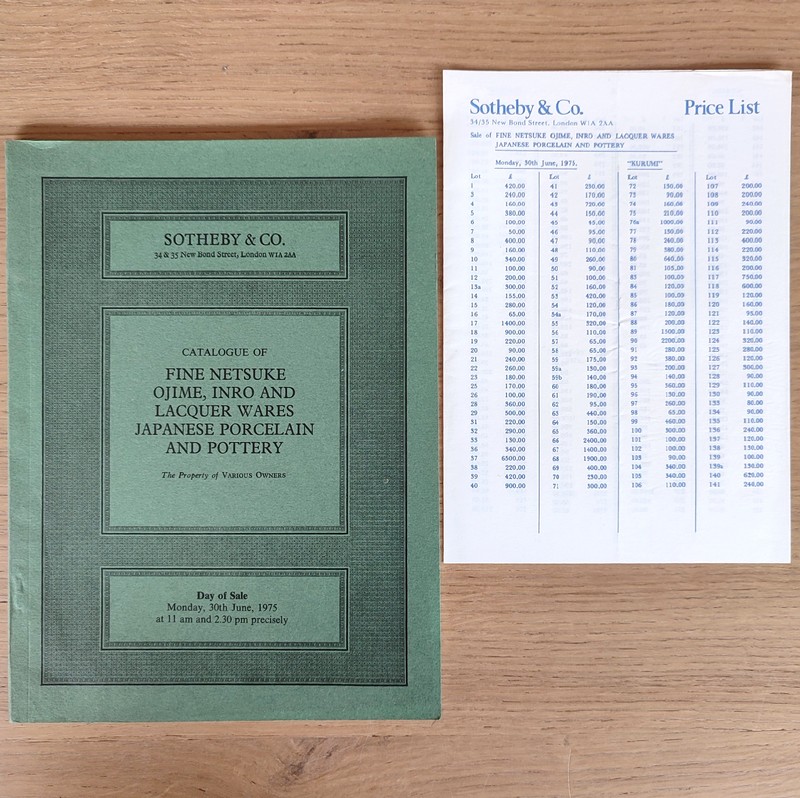 SOTHEBY & CO.
34 & 35 New Bond Street, London W1A 2AA
CATALOGUE OF
FINE NETSUKE
OJIME, INRO AND
LACQUER WARES
JAPANESE PORCELAIN
AND POTTERY
The Property of VARIOUS OWNERS
Day of Sale
Monday, 30th June, 1975
at 11 am and 2.30 pm precisely
Sotheby & Co. Price List
34/35 New Bond Street, London W1A 2AA
Sale of FINE NETSUKE OJIME, INRO AND LACQUER WARES
JAPANESE PORCELAIN AND POTTERY
Monday, 30th June, 1975. "KURUMI"
Lot £ Lot £ Lot £ Lot £
1 420.00 41 250.00 72 130.00 107 200.00
3 240.00 42 170.00 73 90.00 108 200.00
4 160.00 43 720.00 74 160.00 109 240.00
5 380.00 44 150.00 75 210.00 110 200.00
6 100.00 45 45.00 76a 1000.00 111 90.00
7 50.00 46 95.00 77 150.00 112 220.00
8 400.00 47 90.00 78 240.00 113 400.00
9 160.00 48 110.00 79 580.00 114 220.00
10 340.00 49 260.00 80 640.00 115 320.00
11 100.00 50 90.00 81 105.00 116 200.00
12 200.00 51 100.00 83 100.00 117 750.00
13a 300.00 52 160.00 84 120.00 118 600.00
14 155.00 53 420.00 85 100.00 119 120.00
15 280.00 54 120.00 86 180.00 120 160.00
16 65.00 54a 170.00 87 120.00 121 95.00
17 1400.00 55 320.00 88 200.00 122 140.00
18 900.00 56 110.00 89 1500.00 123 110.00
19 220.00 57 65.00 90 2200.00 124 320.00
20 90.00 58 65.00 91 280.00 125 280.00
21 240.00 59 175.00 92 580.00 126 120.00
22 260.00 59a 130.00 93 200.00 127 300.00
23 180.00 59b 140.00 94 140.00 128 90.00
25 170.00 60 180.00 95 360.00 129 110.00
26 100.00 61 190.00 96 130.00 130 90.00
28 360.00 62 95.00 97 260.00 133 80.00
29 500.00 63 440.00 98 65.00 134 90.00
31 220.00 64 150.00 99 460.00 135 110.00
32 290.00 65 360.00 100 300.00 136 240.00
35 130.00 66 2400.00 101 100.00 137 120.00
36 340.00 67 1400.00 102 100.00 138 130.00
37 6500.00 68 1900.00 103 90.00 139 100.00
38 220.00 69 400.00 104 340.00 139a 130.00
39 420.00 70 250.00 105 340.00 140 620.00
40 900.00 71 300.00 106 110.00 141 240.00